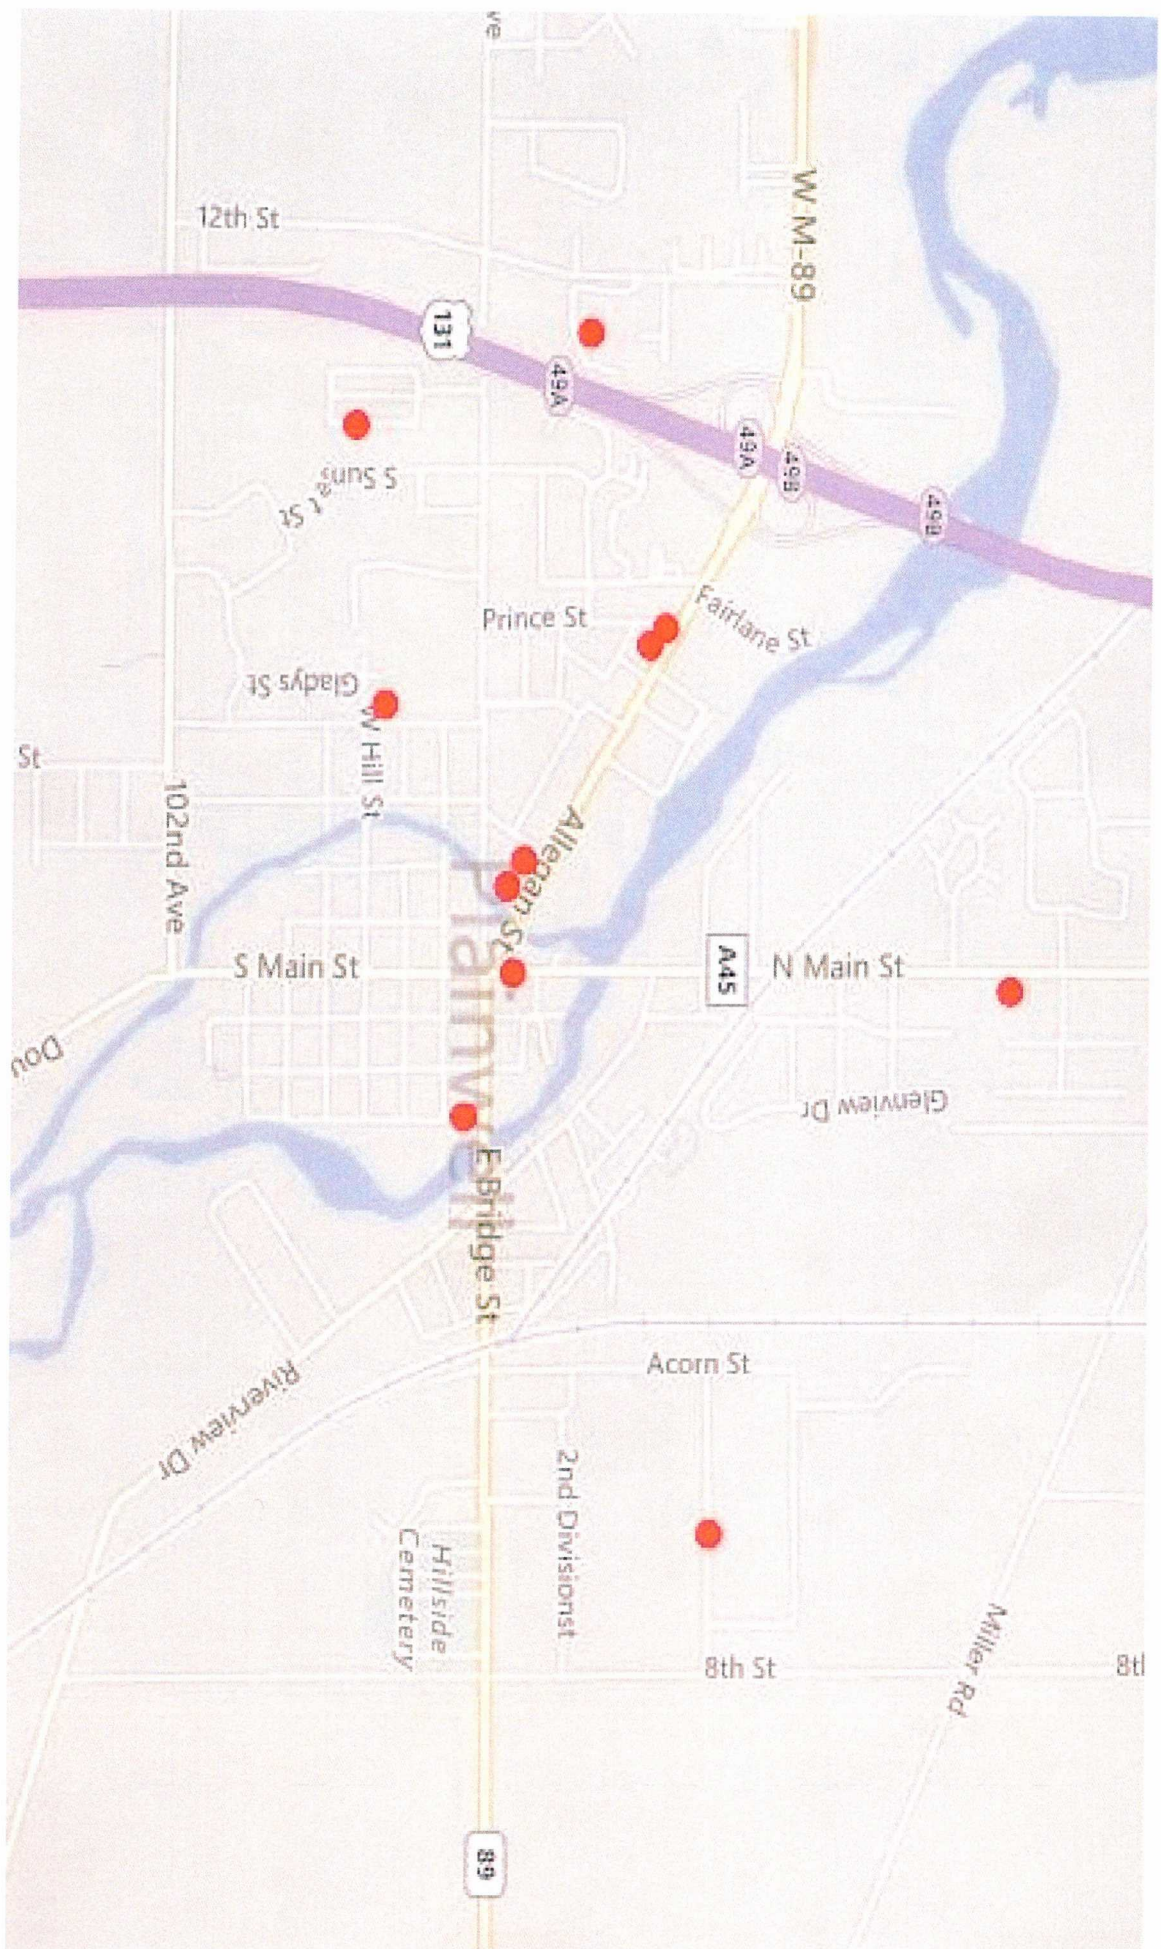 ve
W M-89
12th St
131
49A
49A
49B
49B
S Sunset St
Prince St
Fairlane St
Gladys St
W Hill St
St
102nd Ave
Allegan St
Plainwell
S Main St
A45
N Main St
Dou
Glenview Dr
E Bridge St
Acorn St
Riverview Dr
2nd Divisionst
Hillside
Cemetery
8th St
8tl
Miller Rd
89